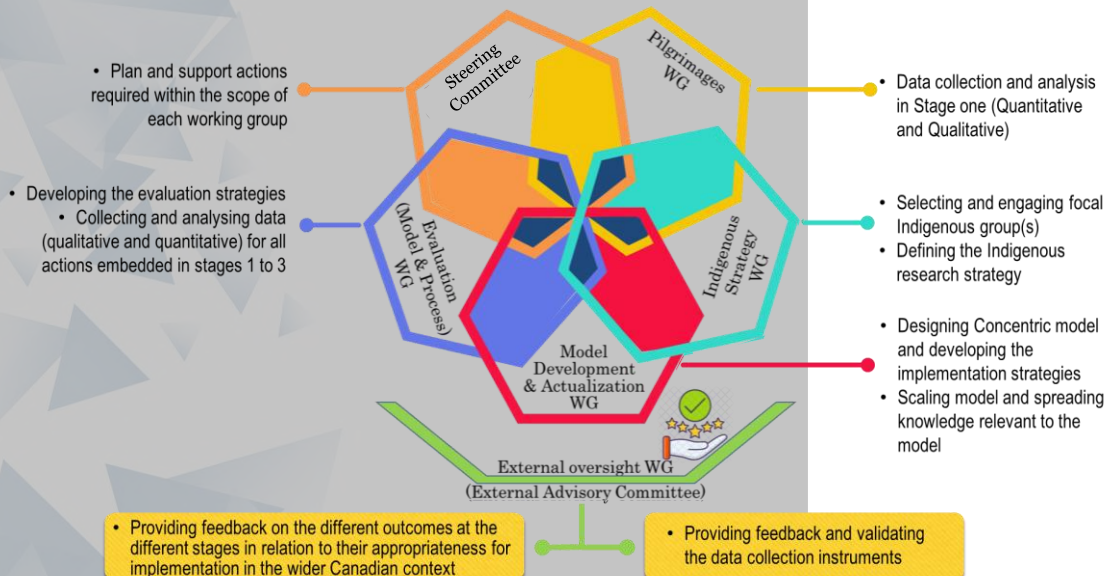 Steering
Committee
Pilgrimages
WG
• Plan and support actions
required within the scope of
each working group
• Data collection and analysis
in Stage one (Quantitative
and Qualitative)
• Developing the evaluation strategies
• Collecting and analysing data
(qualitative and quantitative) for all
actions embedded in stages 1 to 3
Evaluation
(Model & Process)
WG
Indigenous
Strategy
WG
• Selecting and engaging focal
Indigenous group(s)
• Defining the Indigenous
research strategy
Model
Development
& Actualization
WG
• Designing Concentric model
and developing the
implementation strategies
• Scaling model and spreading
knowledge relevant to the
model
External oversight WG
(External Advisory Committee)
• Providing feedback on the different outcomes at the
different stages in relation to their appropriateness for
implementation in the wider Canadian context
• Providing feedback and validating
the data collection instruments